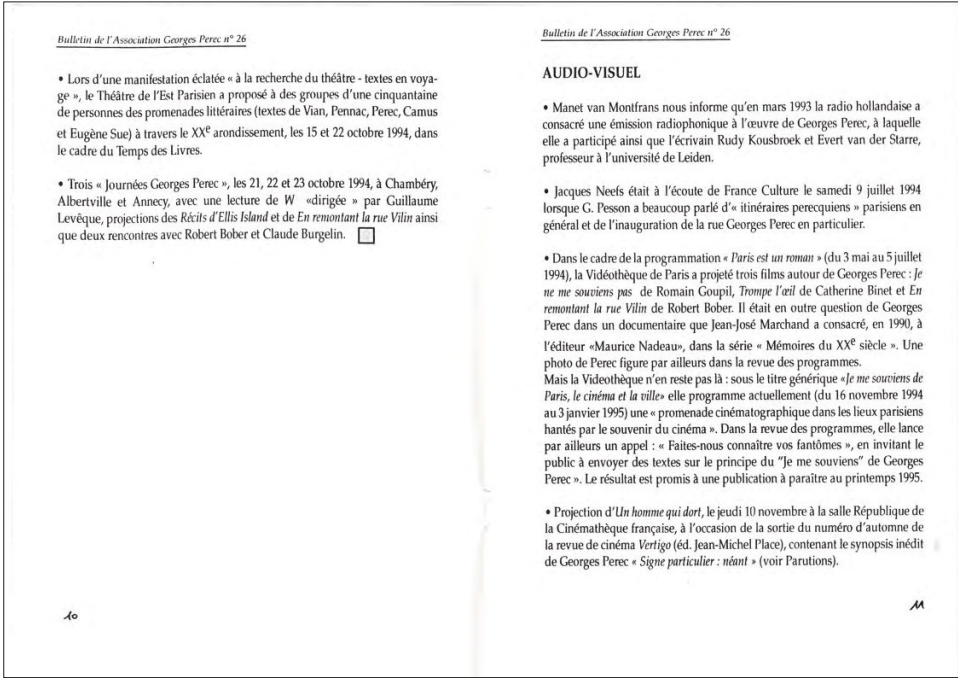 Bulletin de l'Association Georges Perec n° 26
• Lors d'une manifestation éclatée « à la recherche du théâtre - textes en voya-
ge », le Théâtre de l'Est Parisien a proposé à des groupes d'une cinquantaine
de personnes des promenades littéraires (textes de Vian, Pennac, Perec, Camus
et Eugène Sue) à travers le XXe arondissement, les 15 et 22 octobre 1994, dans
le cadre du Temps des Livres.
• Trois « Journées Georges Perec », les 21, 22 et 23 octobre 1994, à Chambéry,
Albertville et Annecy, avec une lecture de W «dirigée » par Guillaume
Levêque, projections des Récits d'Ellis Island et de En remontant la rue Vilin ainsi
que deux rencontres avec Robert Bober et Claude Burgelin.
10
Bulletin de l'Association Georges Perec n° 26
AUDIO-VISUEL
• Manet van Montfrans nous informe qu'en mars 1993 la radio hollandaise a
consacré une émission radiophonique à l'œuvre de Georges Perec, à laquelle
elle a participé ainsi que l'écrivain Rudy Kousbroek et Evert van der Starre,
professeur à l'université de Leiden.
• Jacques Neefs était à l'écoute de France Culture le samedi 9 juillet 1994
lorsque G. Pesson a beaucoup parlé d'« itinéraires perecquiens » parisiens en
général et de l'inauguration de la rue Georges Perec en particulier.
• Dans le cadre de la programmation « Paris est un roman » (du 3 mai au 5 juillet
1994), la Vidéothèque de Paris a projeté trois films autour de Georges Perec : Je
ne me souviens pas de Romain Goupil, Trompe l'œil de Catherine Binet et En
remontant la rue Vilin de Robert Bober. Il était en outre question de Georges
Perec dans un documentaire que Jean-José Marchand a consacré, en 1990, à
l'éditeur «Maurice Nadeau», dans la série « Mémoires du XXe siècle ». Une
photo de Perec figure par ailleurs dans la revue des programmes.
Mais la Videothèque n'en reste pas là : sous le titre générique «Je me souviens de
Paris, le cinéma et la ville» elle programme actuellement (du 16 novembre 1994
au 3 janvier 1995) une « promenade cinématographique dans les lieux parisiens
hantés par le souvenir du cinéma ». Dans la revue des programmes, elle lance
par ailleurs un appel : « Faites-nous connaître vos fantômes », en invitant le
public à envoyer des textes sur le principe du "Je me souviens" de Georges
Perec ». Le résultat est promis à une publication à paraître au printemps 1995.
• Projection d'Un homme qui dort, le jeudi 10 novembre à la salle République de
la Cinémathèque française, à l'occasion de la sortie du numéro d'automne de
la revue de cinéma Vertigo (éd. Jean-Michel Place), contenant le synopsis inédit
de Georges Perec « Signe particulier : néant » (voir Parutions).
11